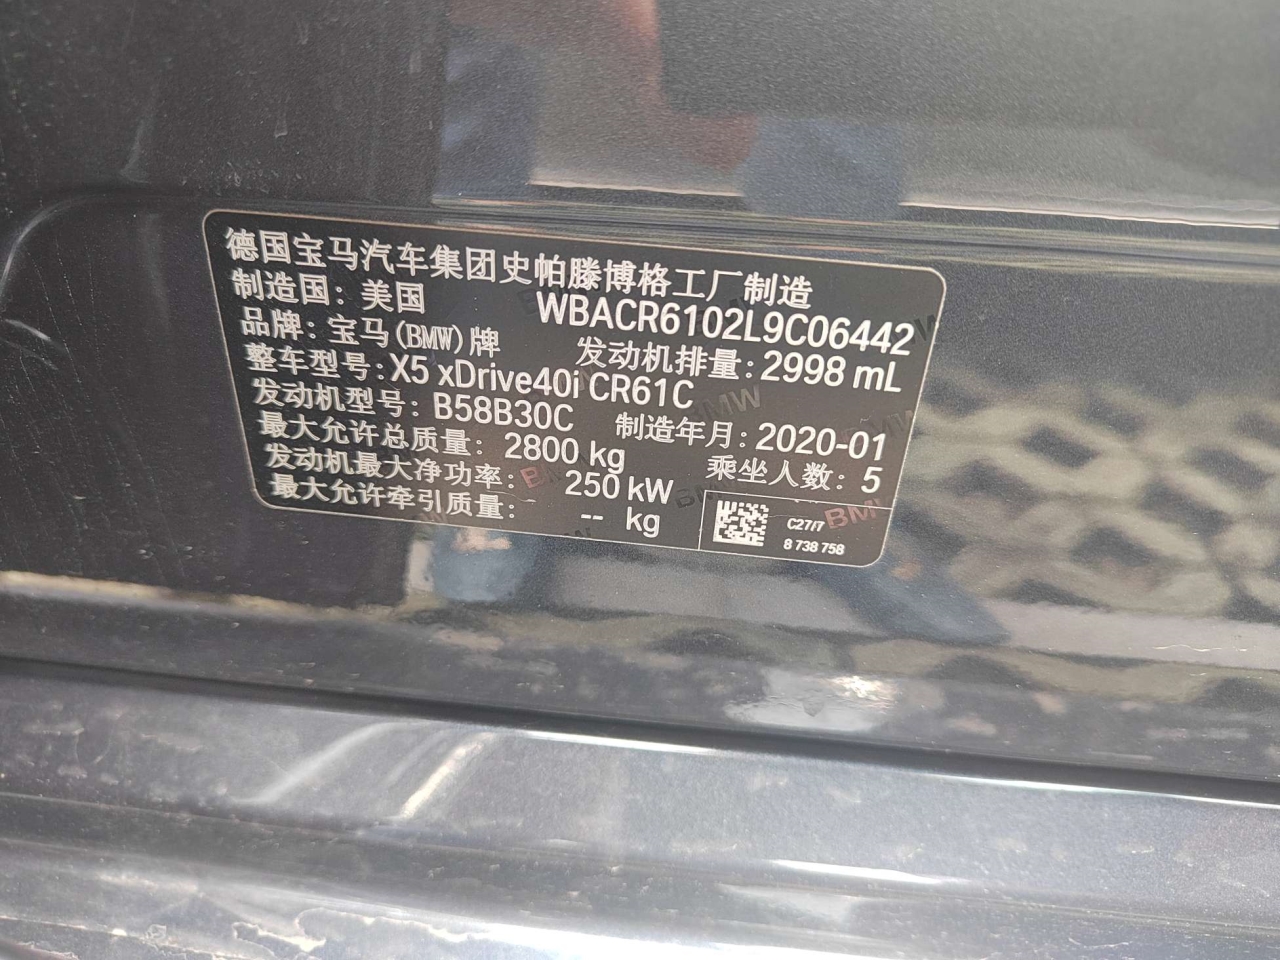 德国宝马汽车集团史帕滕博格工厂制造
制造国：美国 WBACR6102L9C06442
品牌：宝马(BMW)牌 发动机排量：2998 mL
整车型号：X5 xDrive40i CR61C
发动机型号：B58B30C 制造年月：2020-01
最大允许总质量：2800 kg 乘坐人数：5
发动机最大净功率：250 kW
最大允许牵引质量：-- kg
C27/7
8 738 758
BMW
BMW